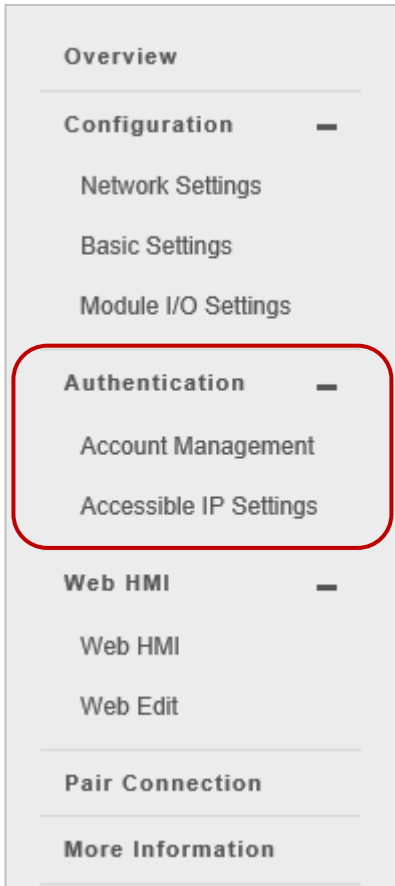 Overview
Configuration
Network Settings
Basic Settings
Module I/O Settings
Authentication
Account Management
Accessible IP Settings
Web HMI
Web HMI
Web Edit
Pair Connection
More Information